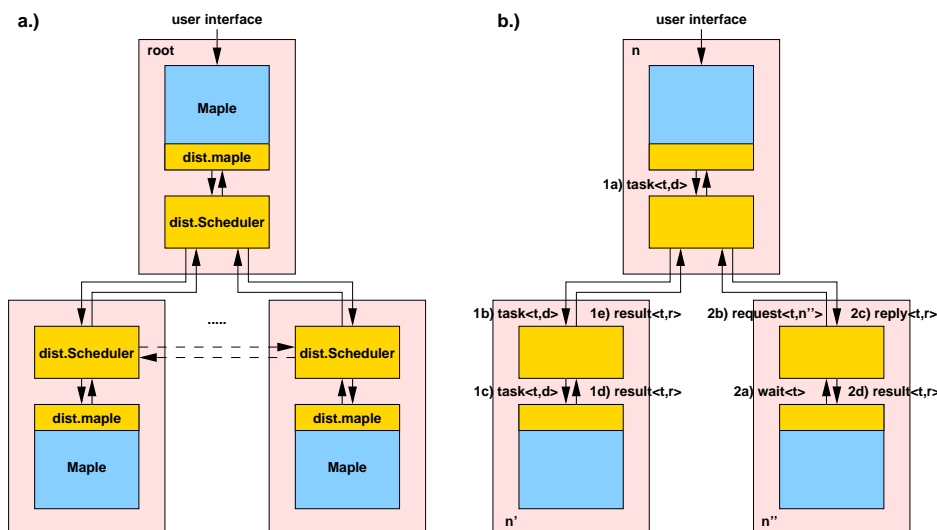 a.)
user interface
root
Maple
dist.maple
dist.Scheduler
.....
dist.Scheduler
dist.Scheduler
dist.maple
dist.maple
Maple
Maple
b.)
user interface
n
1a) task<t,d>
1b) task<t,d>
1e) result<t,r>
2b) request<t,n''>
2c) reply<t,r>
1c) task<t,d>
1d) result<t,r>
2a) wait<t>
2d) result<t,r>
n'
n''